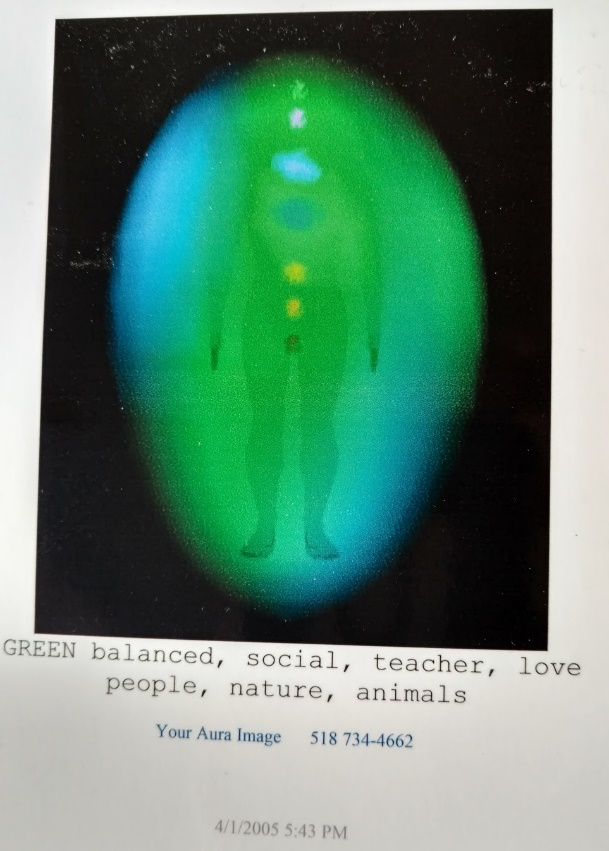 GREEN balanced, social, teacher, love
people, nature, animals
Your Aura Image 518 734-4662
4/1/2005 5:43 PM